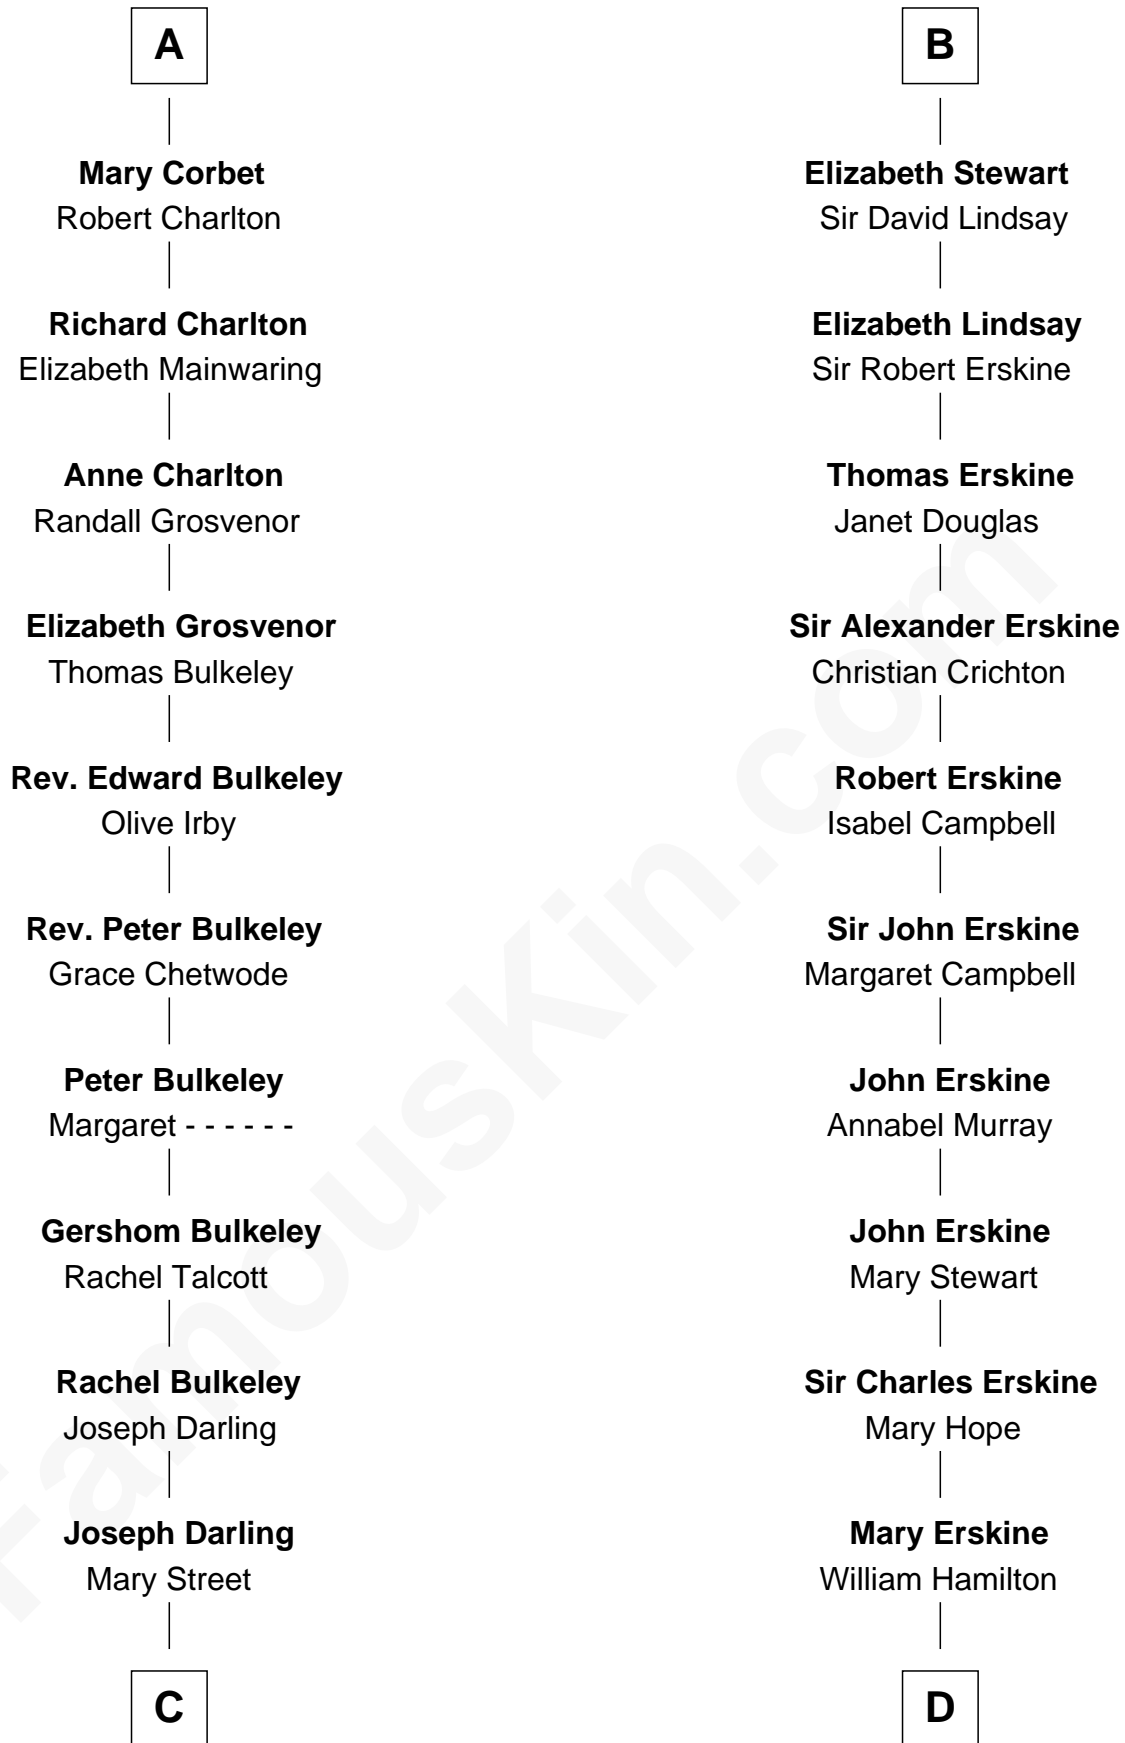 A
Mary Corbet
Robert Charlton
Richard Charlton
Elizabeth Mainwaring
Anne Charlton
Randall Grosvenor
Elizabeth Grosvenor
Thomas Bulkeley
Rev. Edward Bulkeley
Olive Irby
Rev. Peter Bulkeley
Grace Chetwode
Peter Bulkeley
Margaret - - - - - -
Gershom Bulkeley
Rachel Talcott
Rachel Bulkeley
Joseph Darling
Joseph Darling
Mary Street
C
B
Elizabeth Stewart
Sir David Lindsay
Elizabeth Lindsay
Sir Robert Erskine
Thomas Erskine
Janet Douglas
Sir Alexander Erskine
Christian Crichton
Robert Erskine
Isabel Campbell
Sir John Erskine
Margaret Campbell
John Erskine
Annabel Murray
John Erskine
Mary Stewart
Sir Charles Erskine
Mary Hope
Mary Erskine
William Hamilton
D
FamousKin.com